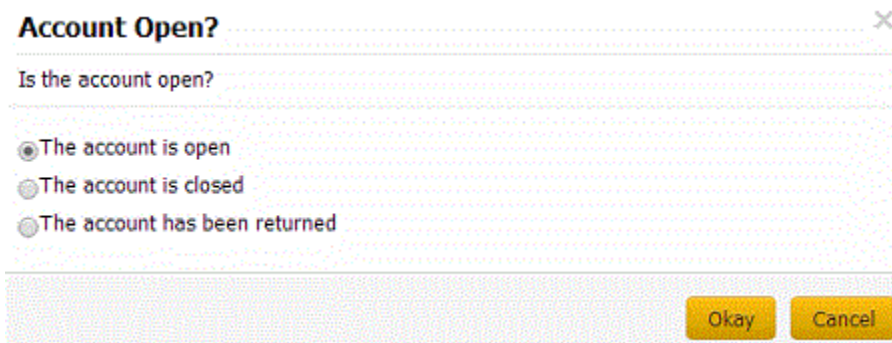 Account Open?
Is the account open?
The account is open
The account is closed
The account has been returned
Okay Cancel